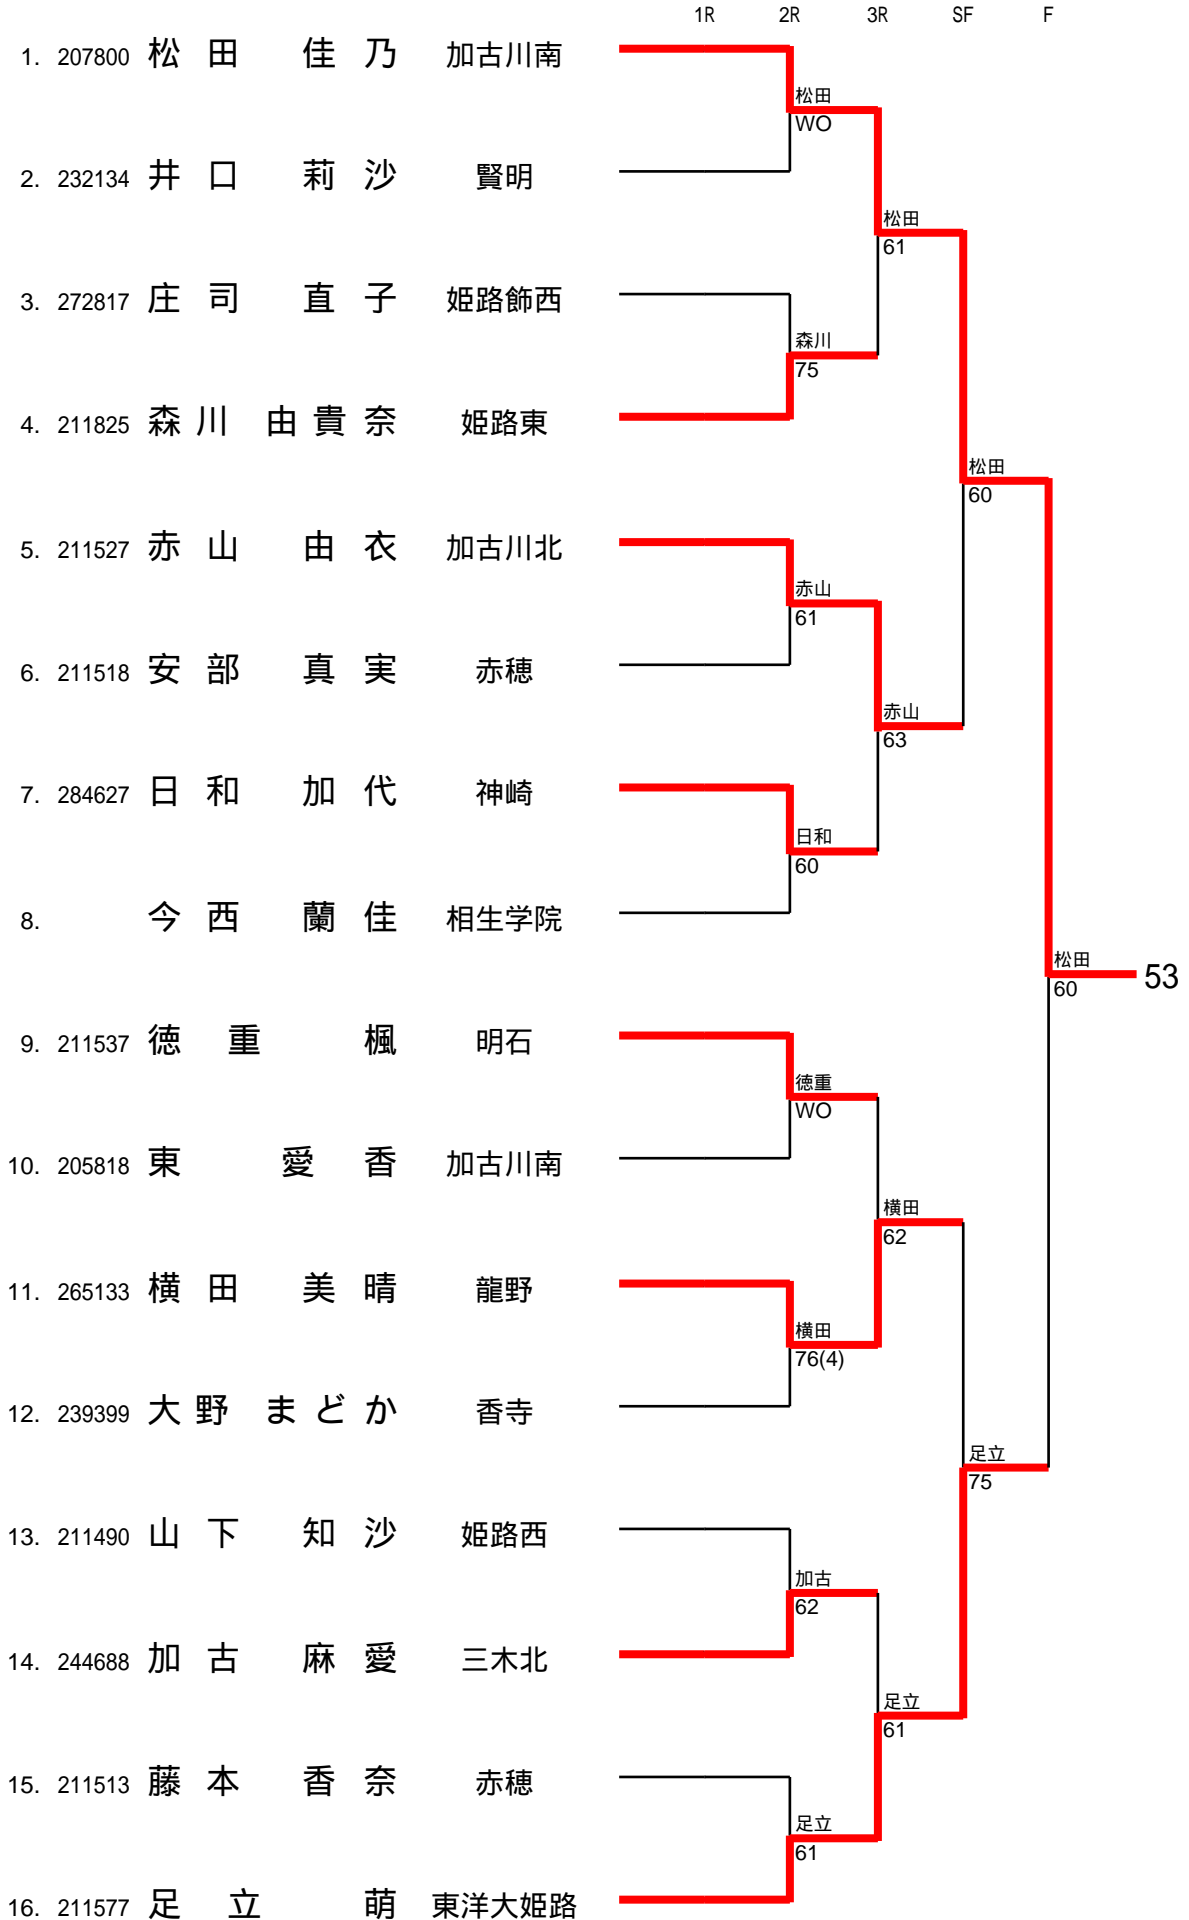 1R 2R 3R SF F
1. 207800 松田 佳乃 加古川南
松田
WO
2. 232134 井口 莉沙 賢明
松田
61
3. 272817 庄司 直子 姫路飾西
森川
75
4. 211825 森川 由貴奈 姫路東
松田
60
5. 211527 赤山 由衣 加古川北
赤山
61
6. 211518 安部 真実 赤穂
赤山
63
7. 284627 日和 加代 神崎
日和
60
8. 今西 蘭佳 相生学院
松田
60 53
9. 211537 徳重 楓 明石
徳重
WO
10. 205818 東 愛香 加古川南
横田
62
11. 265133 横田 美晴 龍野
横田
76(4)
12. 239399 大野 まどか 香寺
足立
75
13. 211490 山下 知沙 姫路西
加古
62
14. 244688 加古 麻愛 三木北
足立
61
15. 211513 藤本 香奈 赤穂
足立
61
16. 211577 足立 萌 東洋大姫路